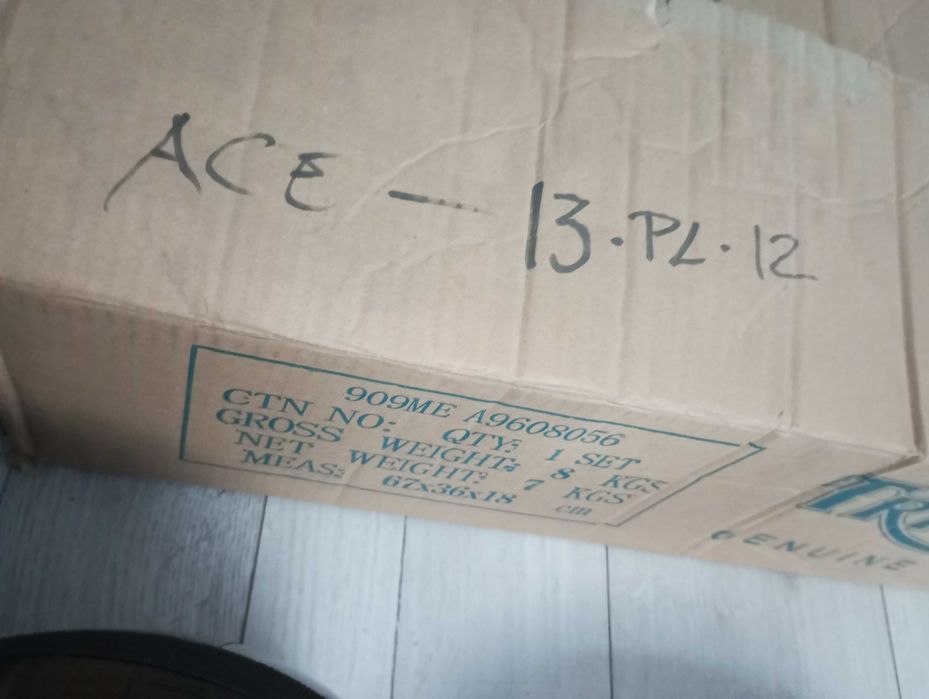 ACE — 13.PL.12
909ME A9608056
CTN NO: QTY: 1 SET
GROSS WEIGHT: 8 KGS
NET WEIGHT: 7 KGS
MEAS: 67x36x18 cm
GENUINE